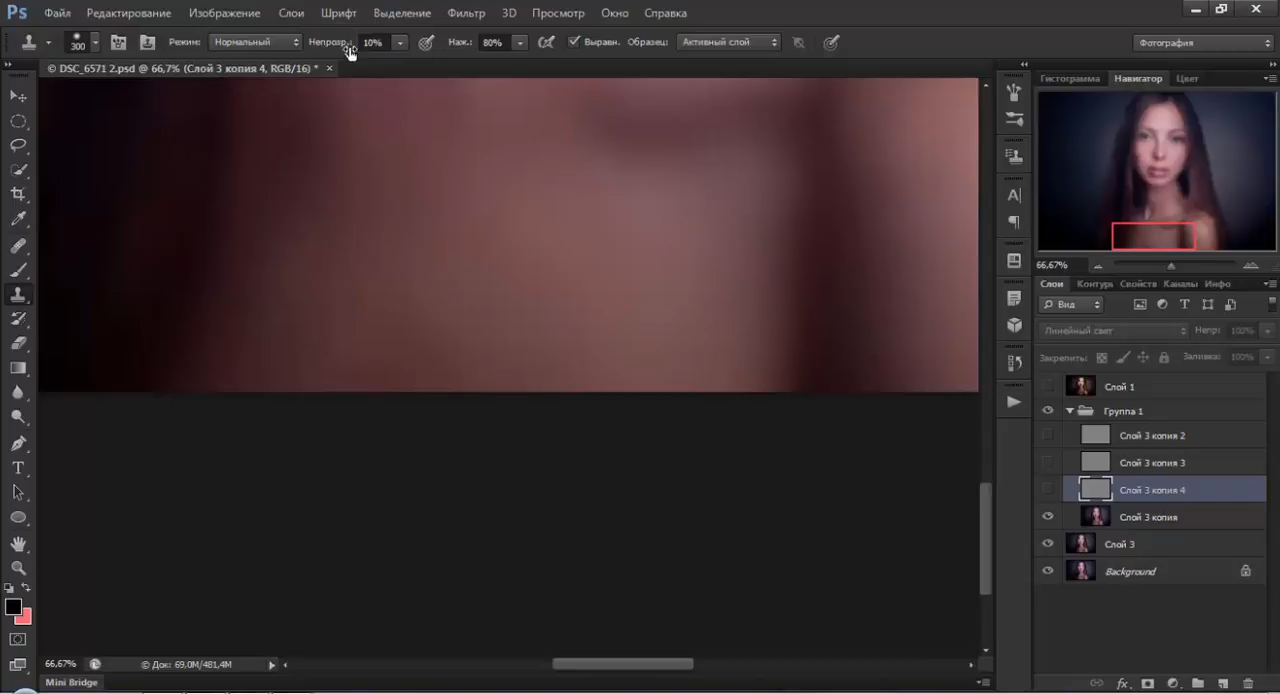 Ps Файл Редактирование Изображение Слои Шрифт Выделение Фильтр 3D Просмотр Окно Справка
300 Режим: Нормальный Непрозр.: 10% Наж.: 80% Выравн. Образец: Активный слой Фотография
© DSC_6571 2.psd @ 66,7% (Слой 3 копия 4, RGB/16) * ×
Гистограмма Навигатор Цвет
66,67%
Слои Контуры Свойств Каналы Инфо
Вид
Линейный свет Непр: 100%
Закрепить: Заливка: 100%
Слой 1
Группа 1
Слой 3 копия 2
Слой 3 копия 3
Слой 3 копия 4
Слой 3 копия
Слой 3
Background
66,67% © Док: 69,0M/481,4M
Mini Bridge